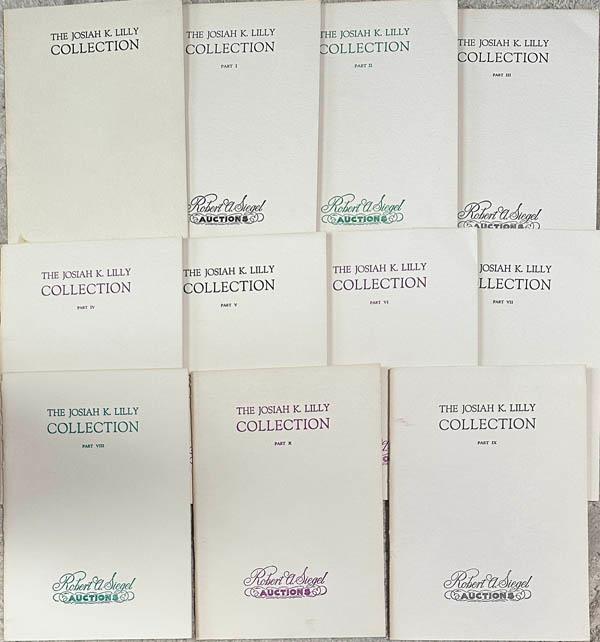 THE JOSIAH K. LILLY
COLLECTION
THE JOSIAH K. LILLY
COLLECTION
PART I
Robert A. Siegel
AUCTIONS
THE JOSIAH K. LILLY
COLLECTION
PART II
Robert A. Siegel
AUCTIONS
THE JOSIAH K. LILLY
COLLECTION
PART III
Robert A. Siegel
AUCTIONS
THE JOSIAH K. LILLY
COLLECTION
PART IV
THE JOSIAH K. LILLY
COLLECTION
PART V
THE JOSIAH K. LILLY
COLLECTION
PART VI
THE JOSIAH K. LILLY
COLLECTION
PART VII
THE JOSIAH K. LILLY
COLLECTION
PART VIII
Robert A. Siegel
AUCTIONS
THE JOSIAH K. LILLY
COLLECTION
PART X
Robert A. Siegel
AUCTIONS
THE JOSIAH K. LILLY
COLLECTION
PART IX
Robert A. Siegel
AUCTIONS